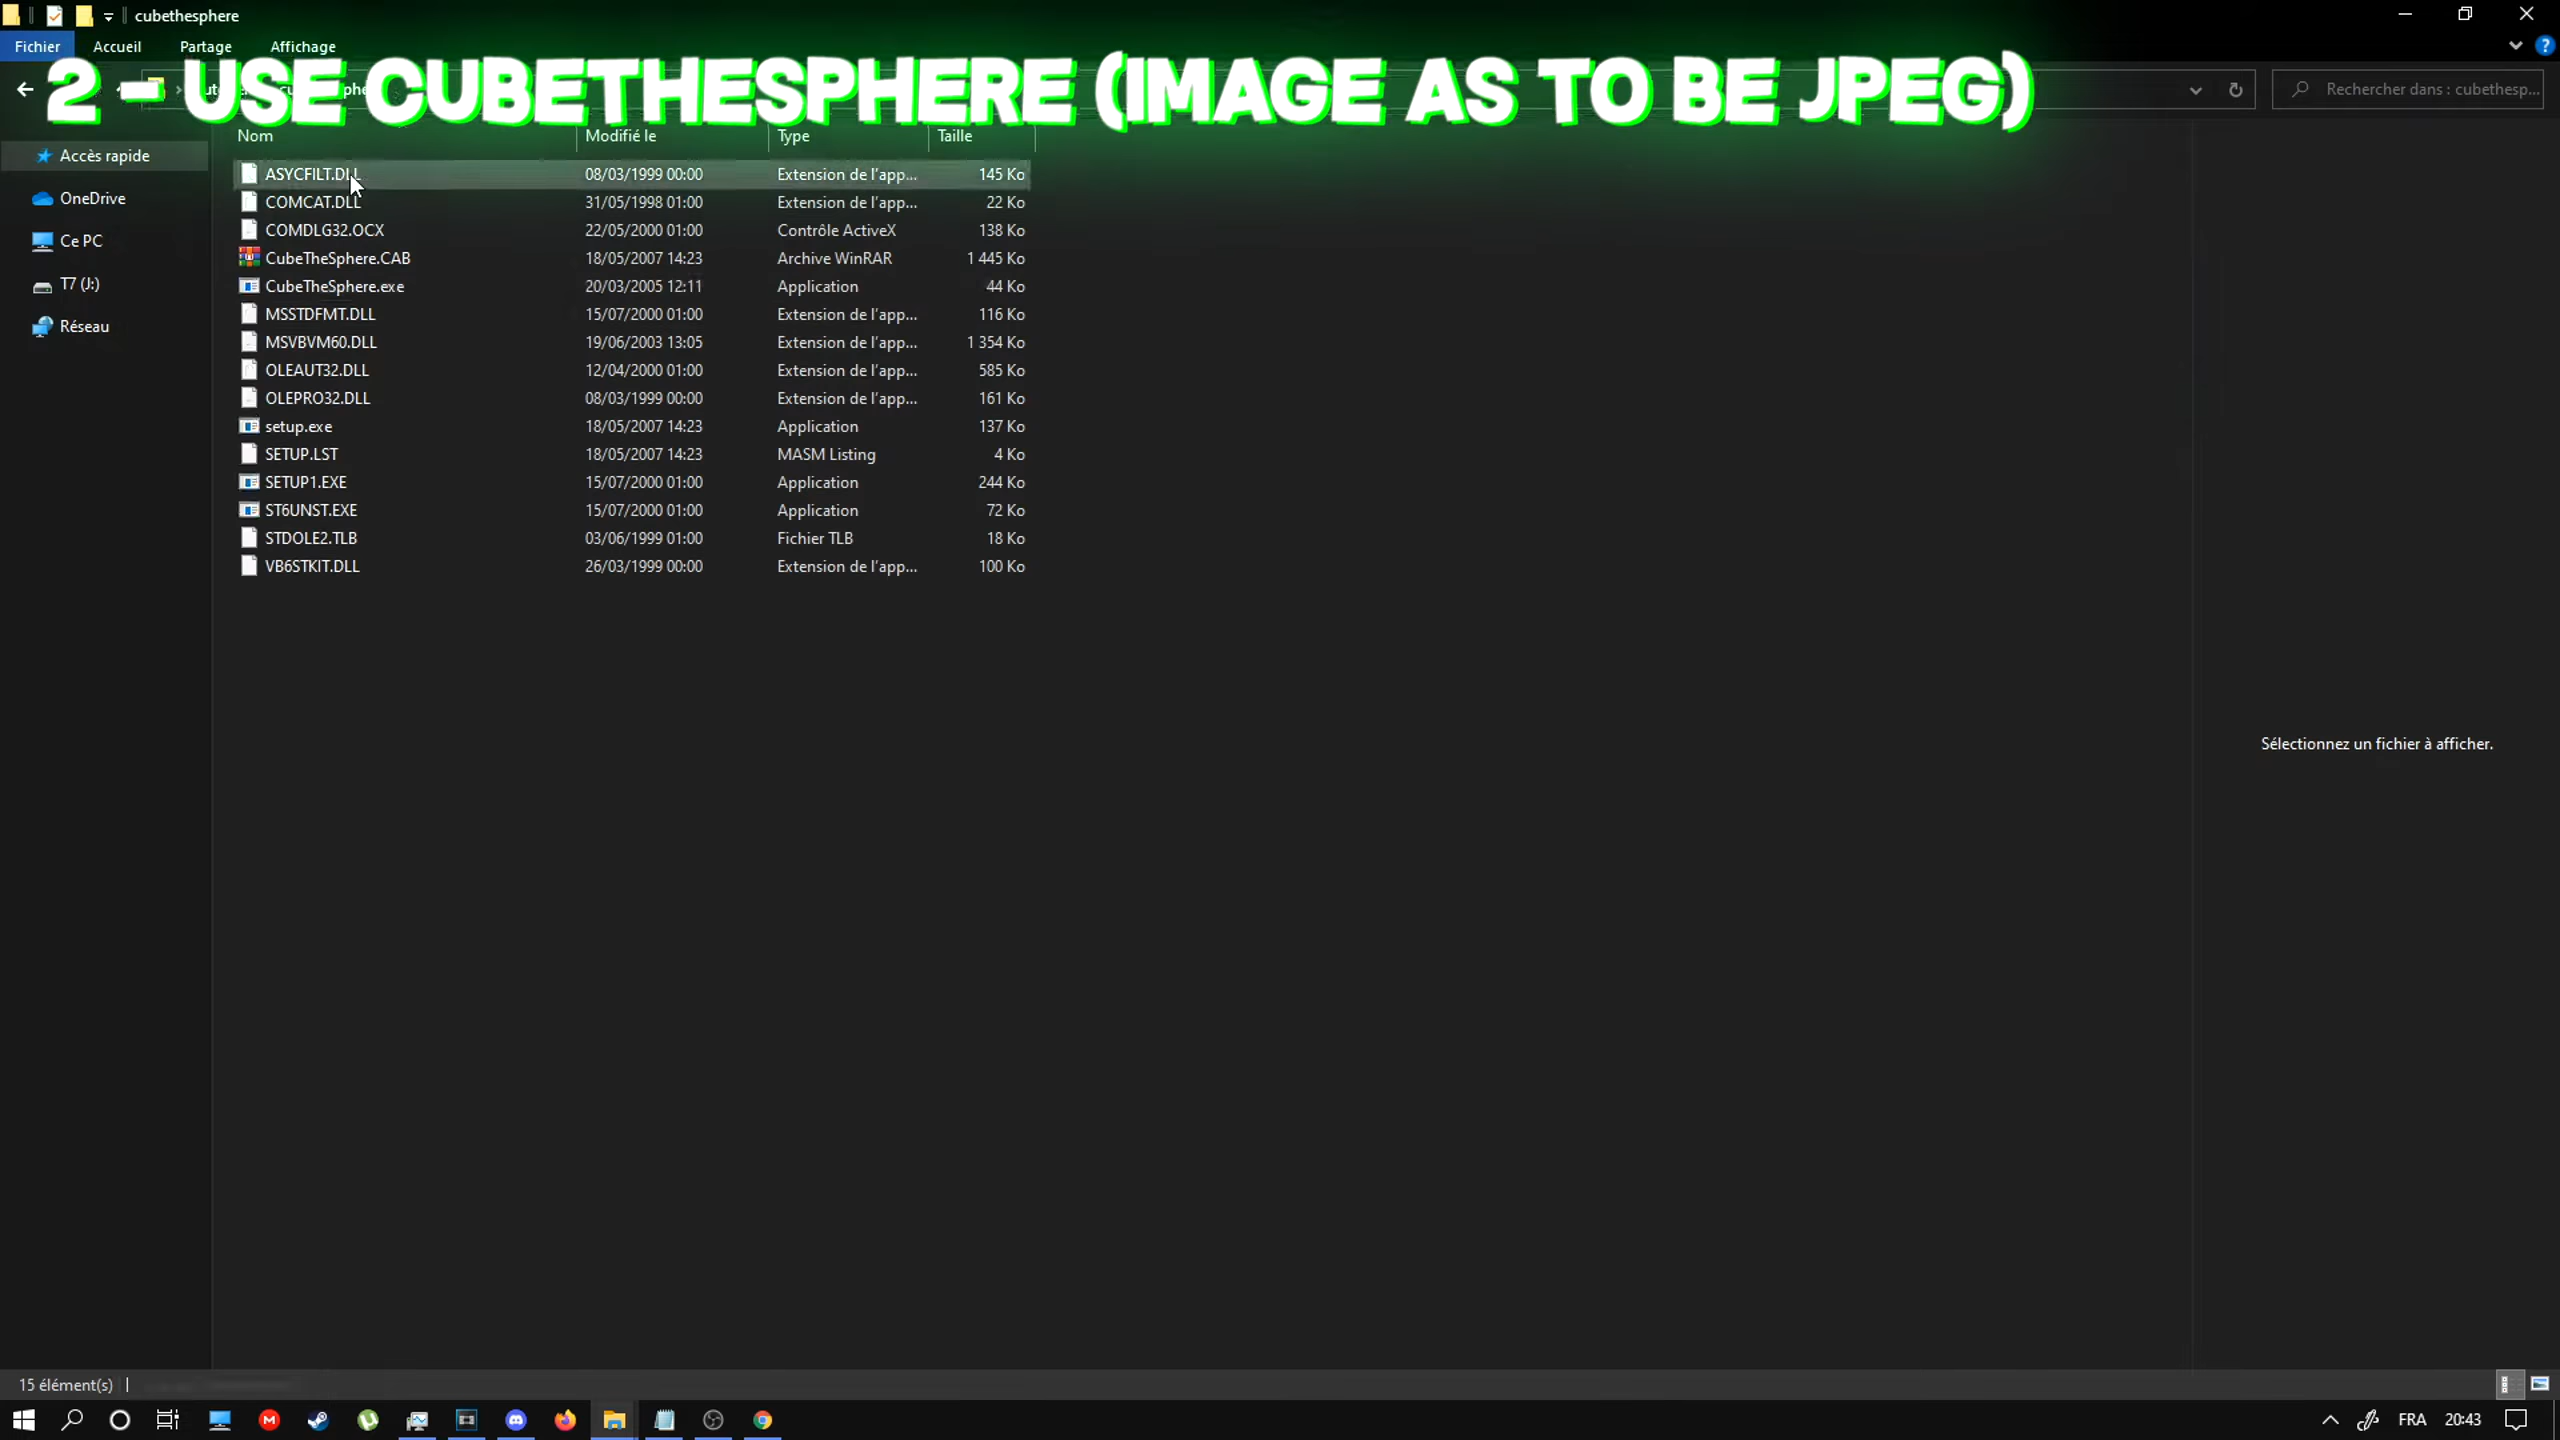 cubethesphere
Fichier Accueil Partage Affichage
2 - USE CUBETHESPHERE (IMAGE AS TO BE JPEG)
Rechercher dans : cubethesp...
Nom Modifié le Type Taille
Accès rapide
OneDrive
Ce PC
T7 (J:)
Réseau
ASYCFILT.DLL 08/03/1999 00:00 Extension de l'app... 145 Ko
COMCAT.DLL 31/05/1998 01:00 Extension de l'app... 22 Ko
COMDLG32.OCX 22/05/2000 01:00 Contrôle ActiveX 138 Ko
CubeTheSphere.CAB 18/05/2007 14:23 Archive WinRAR 1 445 Ko
CubeTheSphere.exe 20/03/2005 12:11 Application 44 Ko
MSSTDFMT.DLL 15/07/2000 01:00 Extension de l'app... 116 Ko
MSVBVM60.DLL 19/06/2003 13:05 Extension de l'app... 1 354 Ko
OLEAUT32.DLL 12/04/2000 01:00 Extension de l'app... 585 Ko
OLEPRO32.DLL 08/03/1999 00:00 Extension de l'app... 161 Ko
setup.exe 18/05/2007 14:23 Application 137 Ko
SETUP.LST 18/05/2007 14:23 MASM Listing 4 Ko
SETUP1.EXE 15/07/2000 01:00 Application 244 Ko
ST6UNST.EXE 15/07/2000 01:00 Application 72 Ko
STDOLE2.TLB 03/06/1999 01:00 Fichier TLB 18 Ko
VB6STKIT.DLL 26/03/1999 00:00 Extension de l'app... 100 Ko
Sélectionnez un fichier à afficher.
15 élément(s)
FRA 20:43